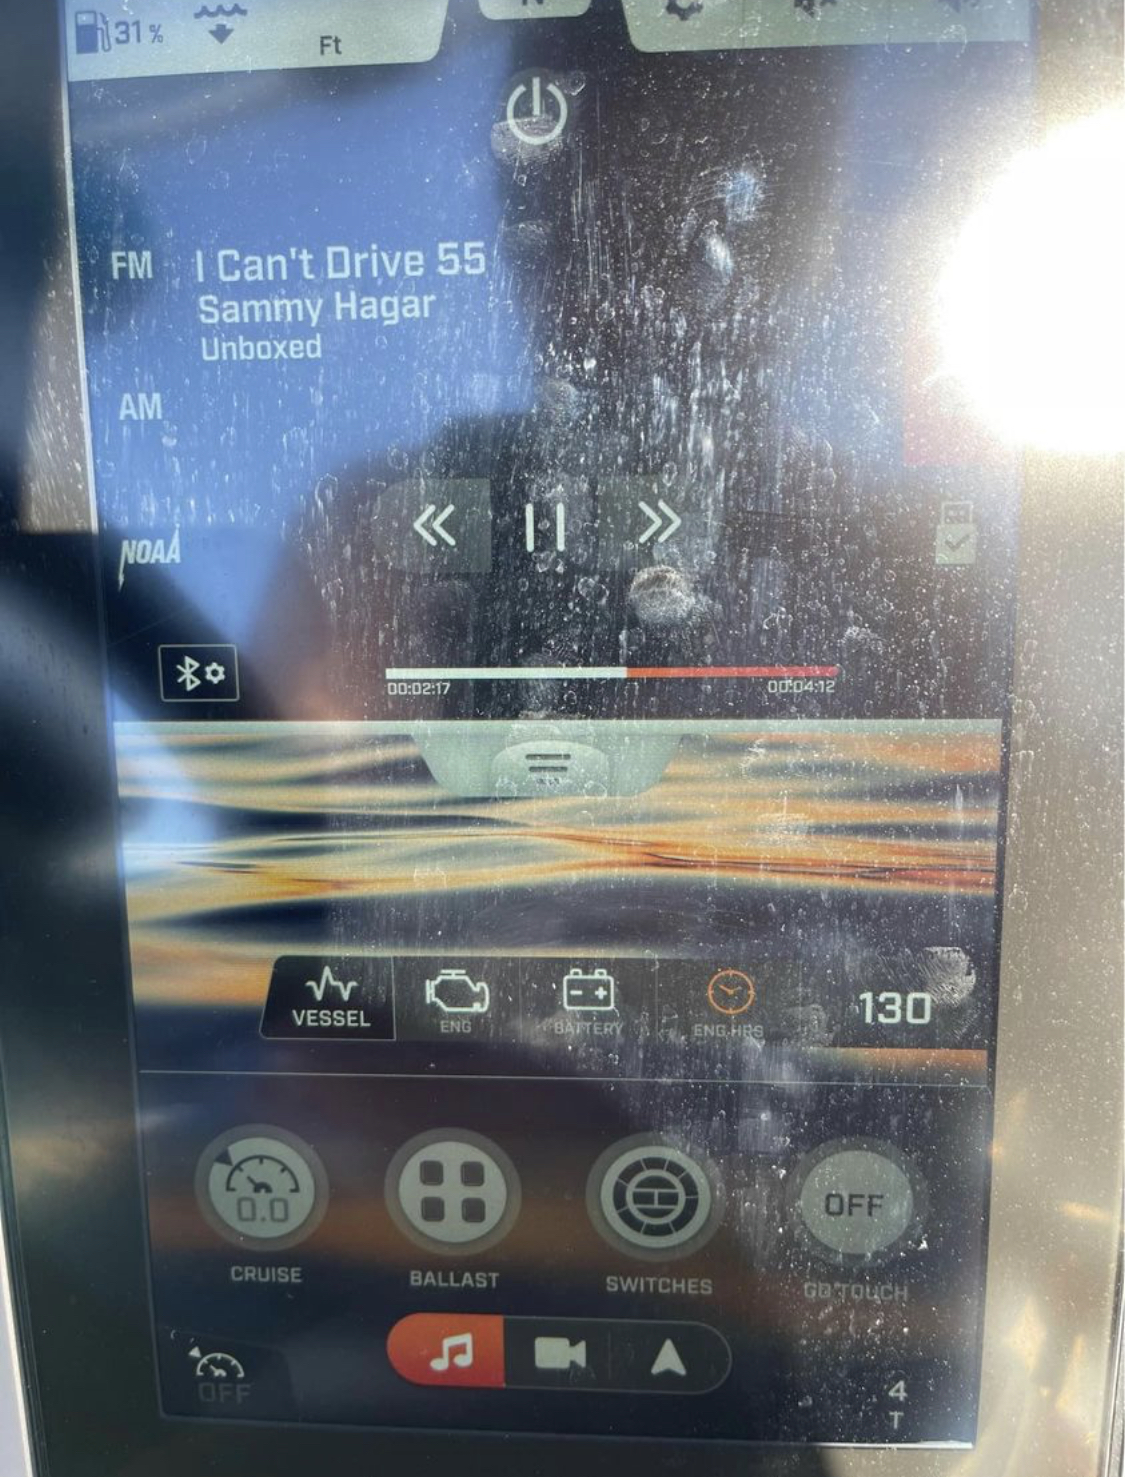 31 %
Ft
FM
I Can't Drive 55
Sammy Hagar
Unboxed
AM
NOAA
00:02:17
00:04:12
VESSEL
ENG
BATTERY
ENG HRS
130
0.0
OFF
CRUISE
BALLAST
SWITCHES
GO TOUCH
OFF
4
T